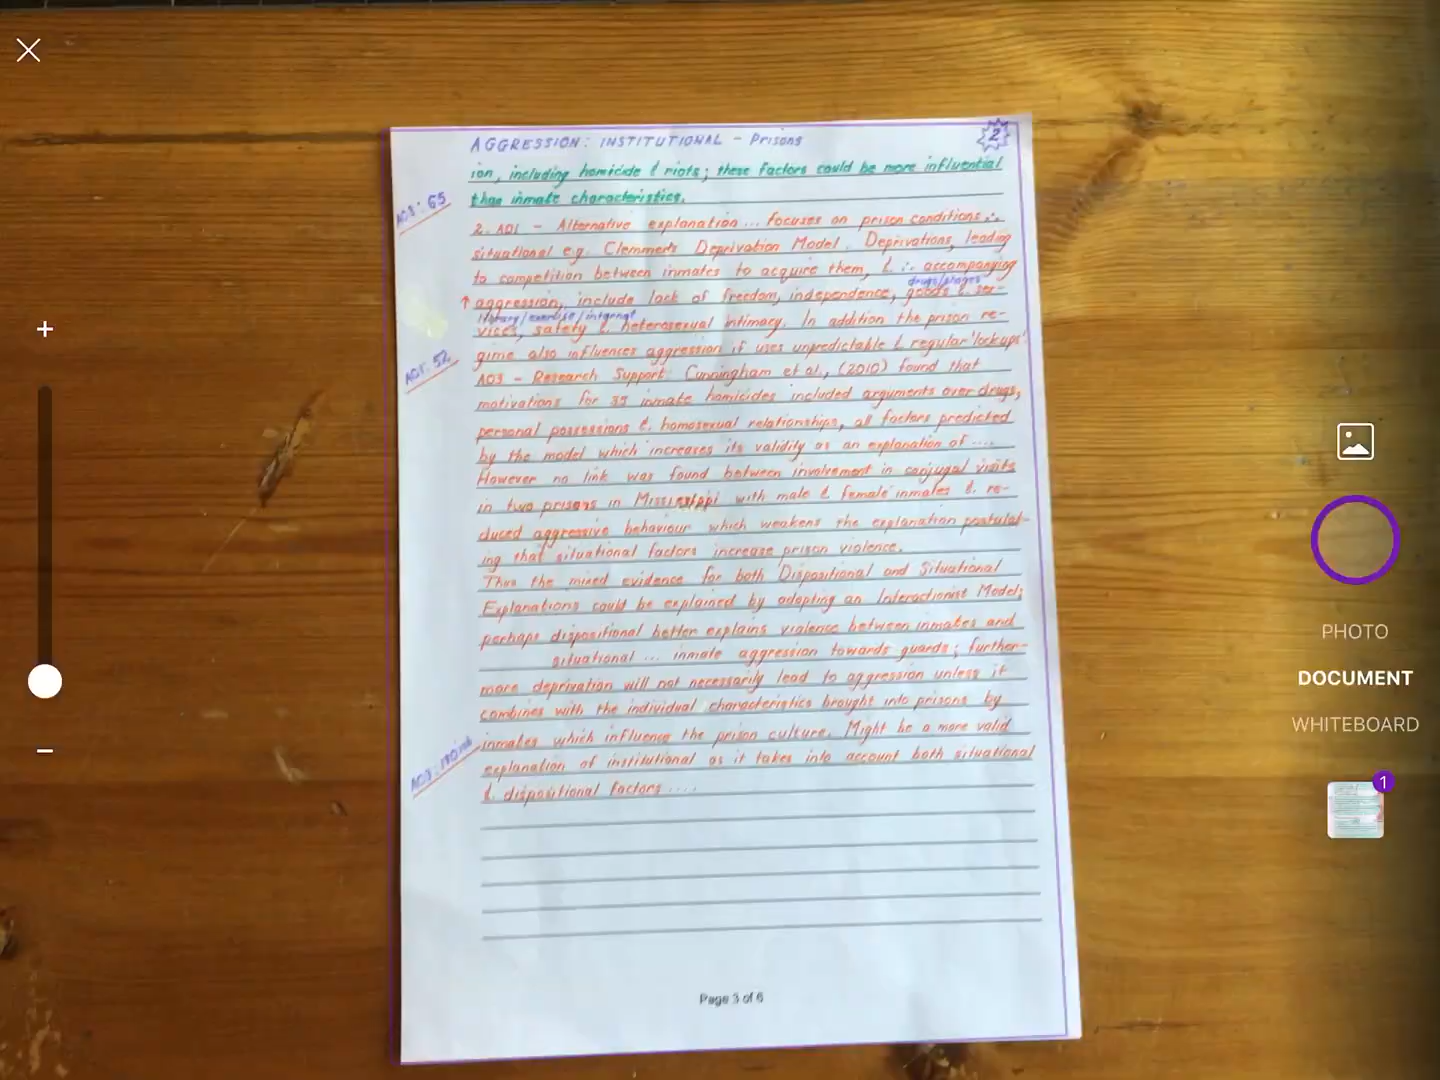 AGGRESSION: INSTITUTIONAL - Prisons
2
ion, including homicide & riots; these factors could be more influential
than inmate characteristics.
AO3: 65
2. AO1 - Alternative explanation... focuses on prison conditions ∴
situational e.g. Clemmer's Deprivation Model. Deprivations, leading
to competition between inmates to acquire them, & ∴ accompanying
drugs/phones
↑ aggression, include lack of freedom, independence, goods & ser-
library/exercise/internet
vices, safety & heterosexual intimacy. In addition the prison re-
gime also influences aggression if uses unpredictable & regular 'lockups'.
AO1: 52
AO3 - Research Support: Cunningham et al., (2010) found that
motivations for 35 inmate homicides included arguments over drugs,
personal possessions & homosexual relationships, all factors predicted
by the model which increases its validity as an explanation of ....
However no link was found between involvement in conjugal visits
in two prisons in Mississippi with male & female inmates & re-
duced aggressive behaviour which weakens the explanation postulat-
ing that situational factors increase prison violence.
Thus the mixed evidence for both Dispositional and Situational
Explanations could be explained by adopting an Interactionist Model;
perhaps dispositional better explains violence between inmates and
situational ... inmate aggression towards guards; further-
more deprivation will not necessarily lead to aggression unless it
combines with the individual characteristics brought into prisons by
inmates which influence the prison culture. Might be a more valid
explanation of institutional as it takes into account both situational
& dispositional factors ....
AO3:
Page 3 of 6
PHOTO
DOCUMENT
WHITEBOARD
1